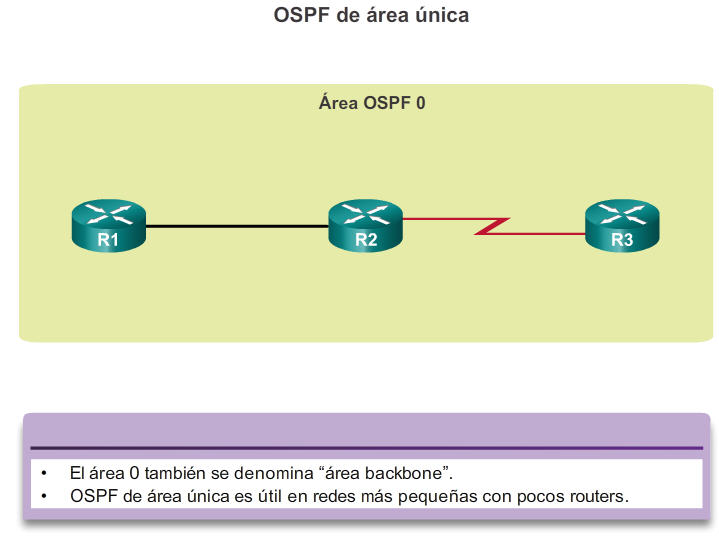 OSPF de área única
Área OSPF 0
R1
R2
R3
• El área 0 también se denomina “área backbone”.
• OSPF de área única es útil en redes más pequeñas con pocos routers.